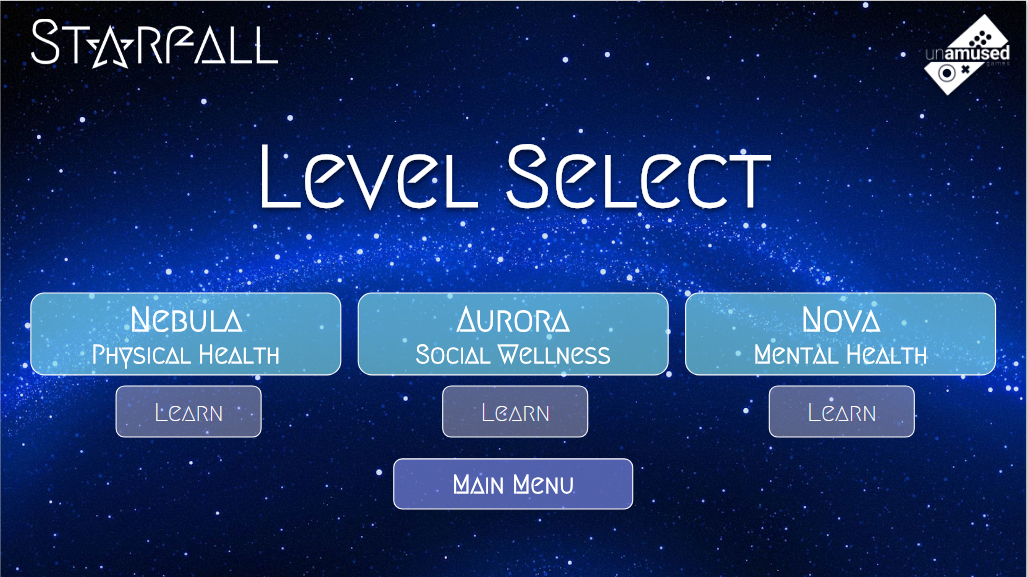 Starfall
unamused
games
Level Select
Nebula
Physical Health
Aurora
Social Wellness
Nova
Mental Health
Learn
Learn
Learn
Main Menu